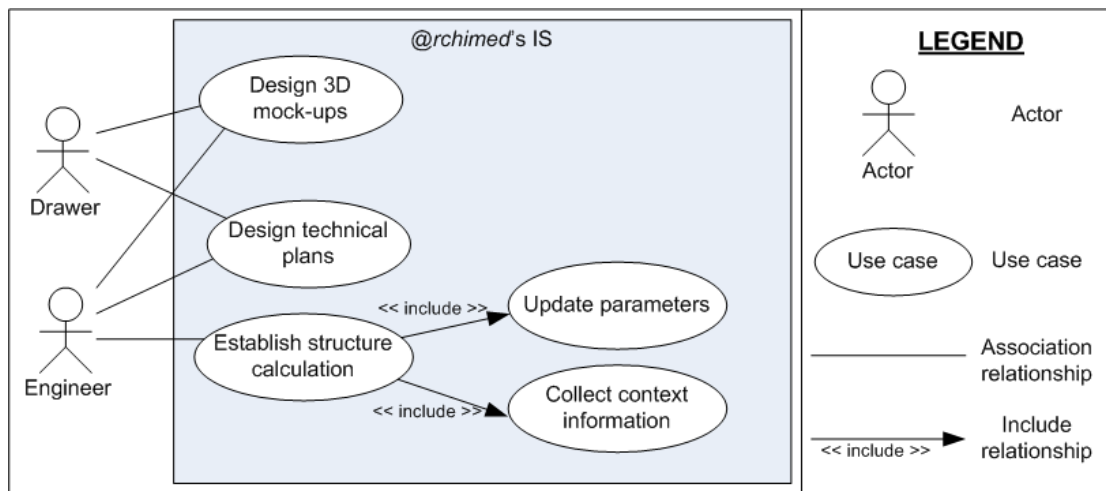 @rchimed's IS
Design 3D
mock-ups
Drawer
Design technical
plans
Engineer
Establish structure
calculation
<< include >>
Update parameters
<< include >>
Collect context
information
LEGEND
Actor
Actor
Use case
Use case
Association
relationship
<< include >>
Include
relationship